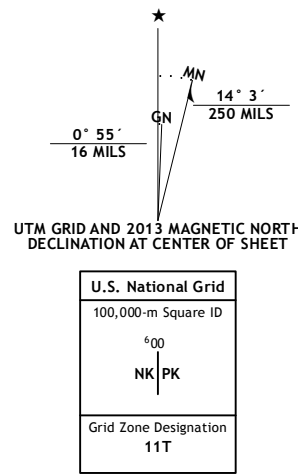 ★
MN
GN
14° 3´
250 MILS
0° 55´
16 MILS
UTM GRID AND 2013 MAGNETIC NORTH
DECLINATION AT CENTER OF SHEET
U.S. National Grid
100,000-m Square ID
⁶00
NK PK
Grid Zone Designation
11T